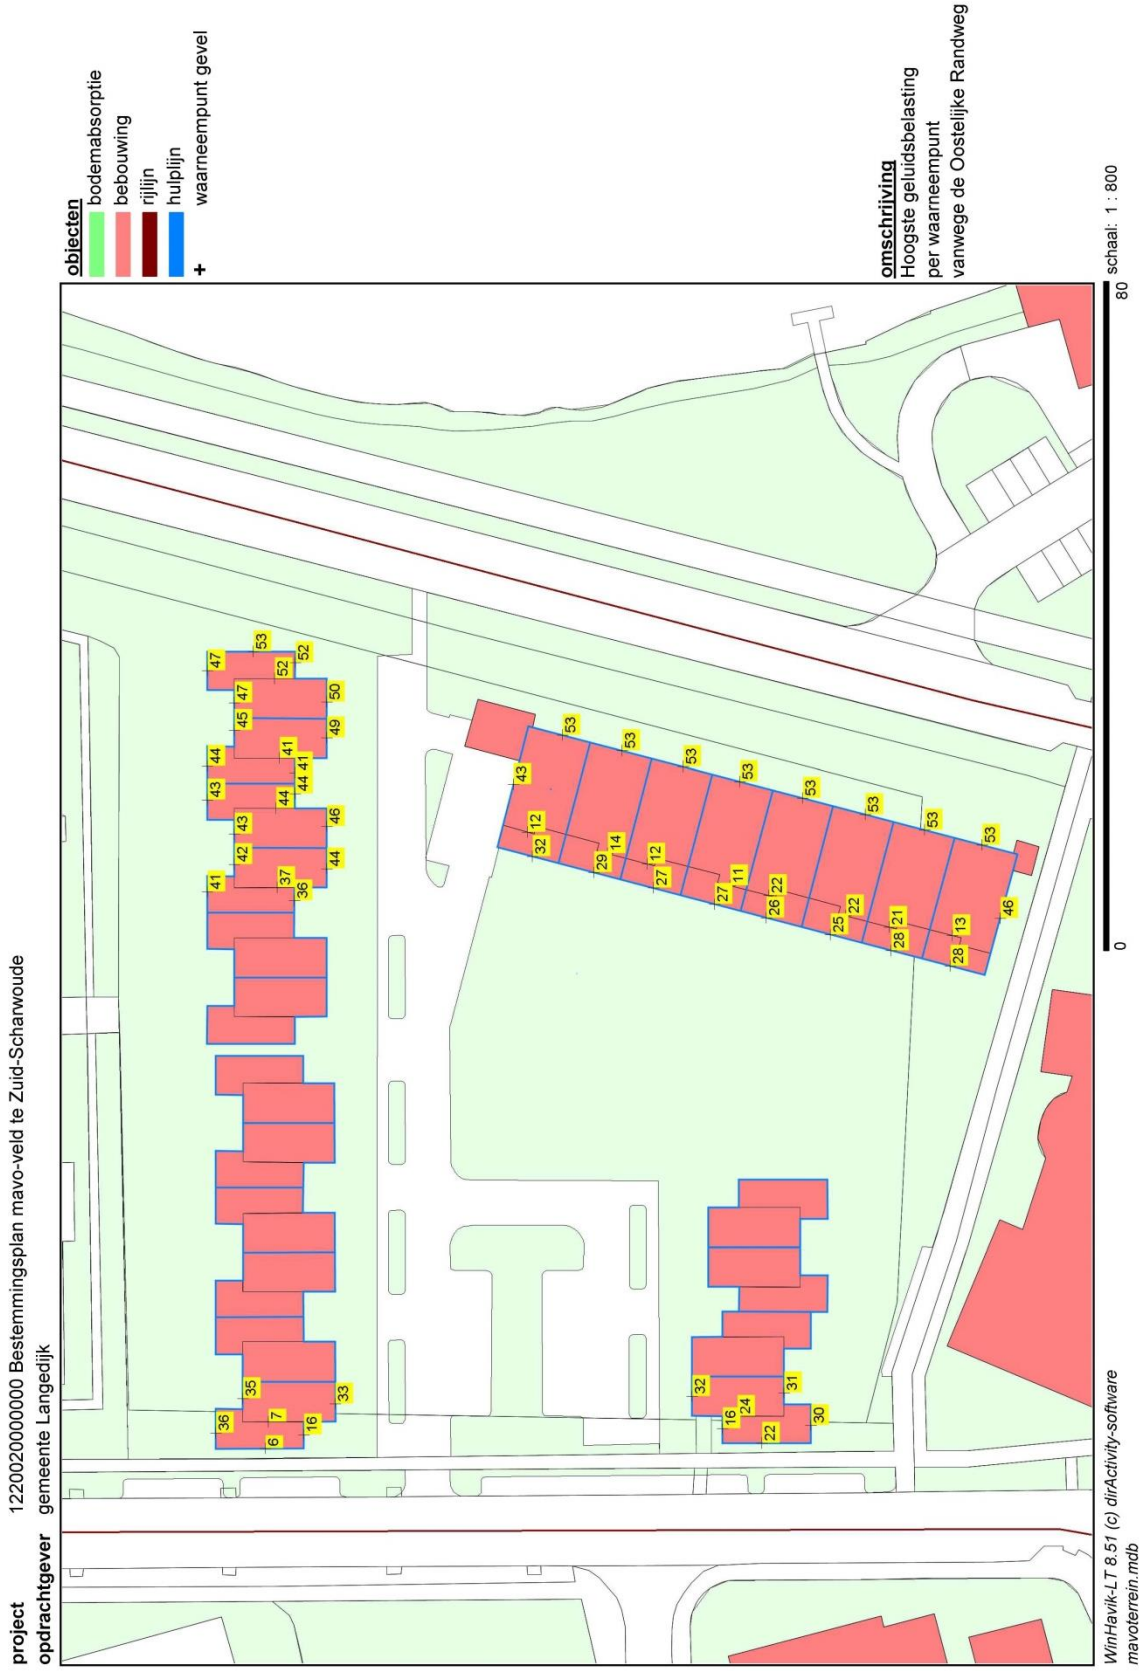 project 122002000000000 Bestemmingsplan mavo-veld te Zuid-Scharwoude
opdrachtgever gemeente Langedijk
objecten
bodemabsorptie
bebouwing
rijlijn
hulplijn
+ waarneempunt gevel
omschrijving
Hoogste geluidsbelasting
per waarneempunt
vanwege de Oostelijke Randweg
36 41 43 44 47
35 42 43 45 47 53
6 7 37 44 41 52
16 36 44 41 52
33 44 46 49 50
43 53
32 12
29 14 53
27 12 53
27 11 53
26 22 53
25 22 53
28 21 53
28 13 53
46
32
16 24
22 31
30
0 80 schaal: 1 : 800
WinHavik-LT 8.51 (c) dirActivity-software
mavoterrein.mdb